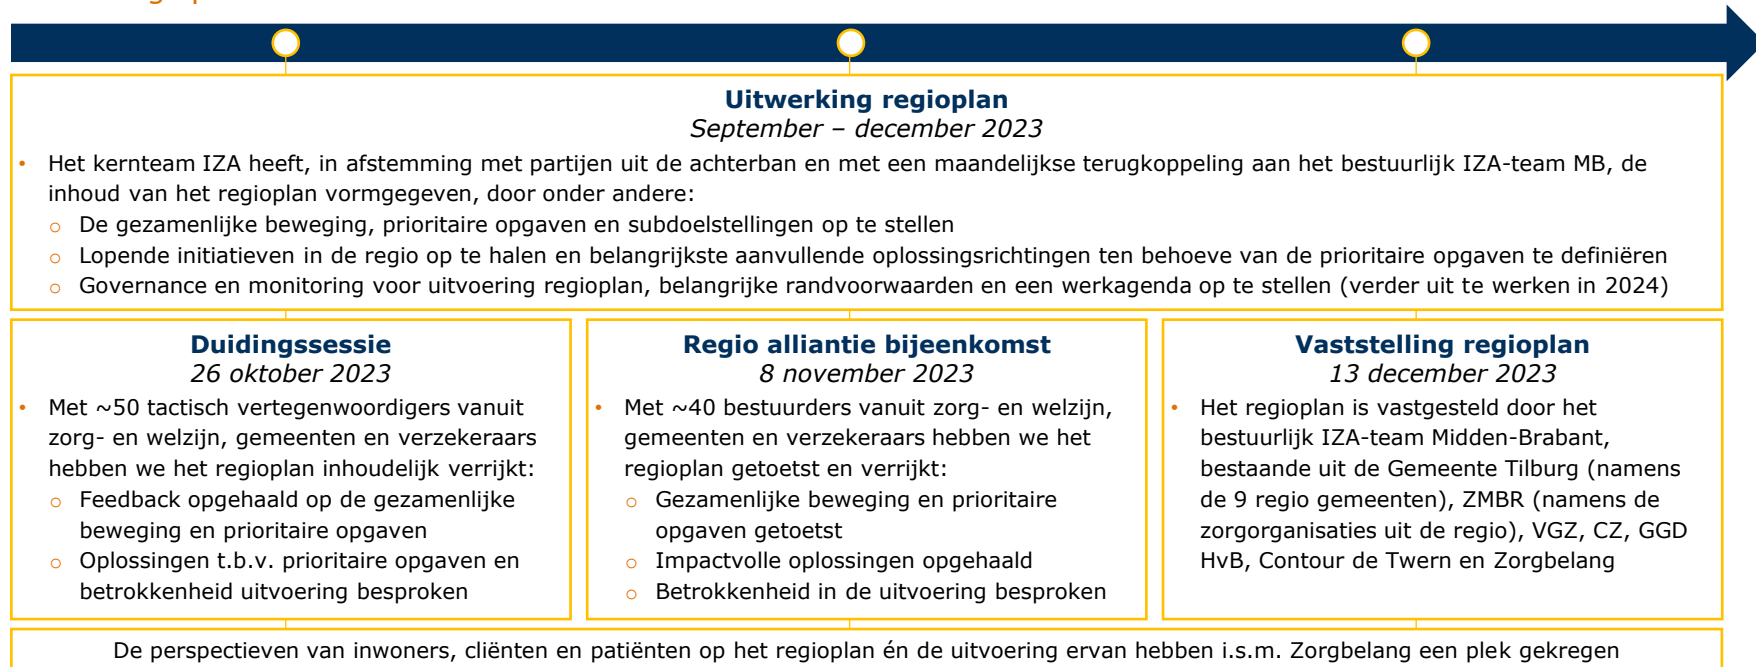 Uitwerking regioplan
September – december 2023
• Het kernteam IZA heeft, in afstemming met partijen uit de achterban en met een maandelijkse terugkoppeling aan het bestuurlijk IZA-team MB, de
inhoud van het regioplan vormgegeven, door onder andere:
o De gezamenlijke beweging, prioritaire opgaven en subdoelstellingen op te stellen
o Lopende initiatieven in de regio op te halen en belangrijkste aanvullende oplossingsrichtingen ten behoeve van de prioritaire opgaven te definiëren
o Governance en monitoring voor uitvoering regioplan, belangrijke randvoorwaarden en een werkagenda op te stellen (verder uit te werken in 2024)
Duidingssessie
26 oktober 2023
• Met ~50 tactisch vertegenwoordigers vanuit
zorg- en welzijn, gemeenten en verzekeraars
hebben we het regioplan inhoudelijk verrijkt:
o Feedback opgehaald op de gezamenlijke
beweging en prioritaire opgaven
o Oplossingen t.b.v. prioritaire opgaven en
betrokkenheid uitvoering besproken
Regio alliantie bijeenkomst
8 november 2023
• Met ~40 bestuurders vanuit zorg- en welzijn,
gemeenten en verzekeraars hebben we het
regioplan getoetst en verrijkt:
o Gezamenlijke beweging en prioritaire
opgaven getoetst
o Impactvolle oplossingen opgehaald
o Betrokkenheid in de uitvoering besproken
Vaststelling regioplan
13 december 2023
• Het regioplan is vastgesteld door het
bestuurlijk IZA-team Midden-Brabant,
bestaande uit de Gemeente Tilburg (namens
de 9 regio gemeenten), ZMBR (namens de
zorgorganisaties uit de regio), VGZ, CZ, GGD
HvB, Contour de Twern en Zorgbelang
De perspectieven van inwoners, cliënten en patiënten op het regioplan én de uitvoering ervan hebben i.s.m. Zorgbelang een plek gekregen